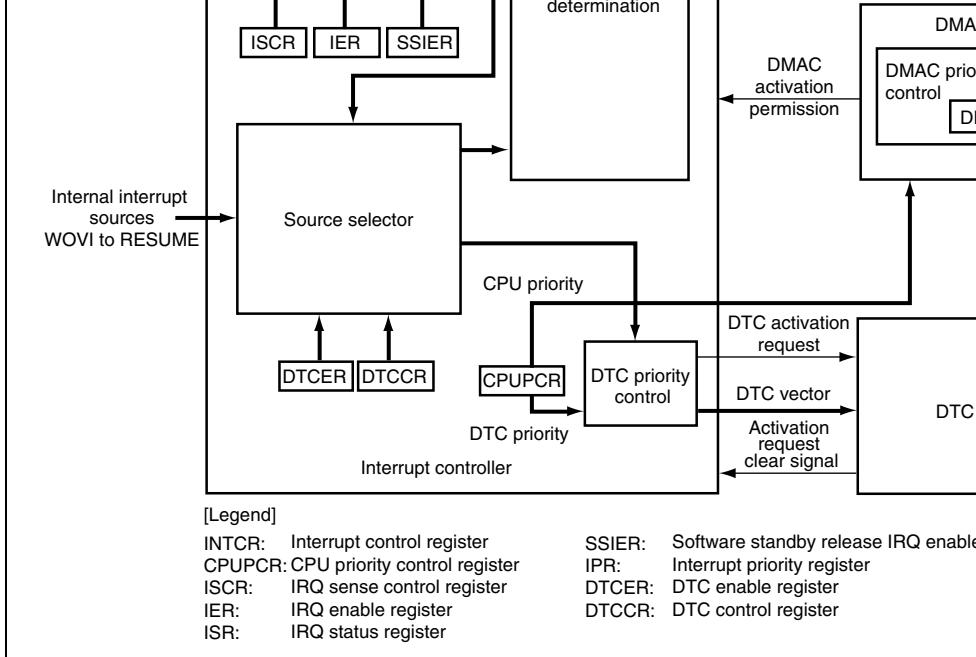 determination
ISCR
IER
SSIER
DMAC
activation
permission
control
Internal interrupt
sources
WOVI to RESUME
Source selector
CPU priority
DTC activation
request
DTCER
DTCCR
CPUPCR
DTC priority
control
DTC vector
DTC
DTC priority
Activation
request
clear signal
Interrupt controller
[Legend]
INTCR: Interrupt control register
CPUPCR: CPU priority control register
ISCR: IRQ sense control register
IER: IRQ enable register
ISR: IRQ status register
SSIER: Software standby release IRQ enable
IPR: Interrupt priority register
DTCER: DTC enable register
DTCCR: DTC control register